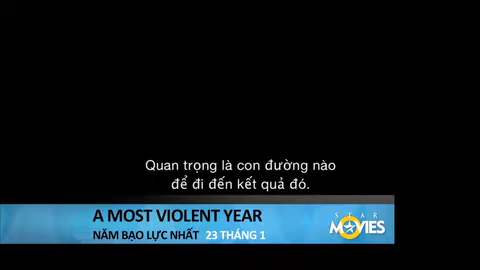 Quan trọng là con đường nào
để đi đến kết quả đó.
A MOST VIOLENT YEAR
NĂM BẠO LỰC NHẤT 23 THÁNG 1
STAR
MOVIES